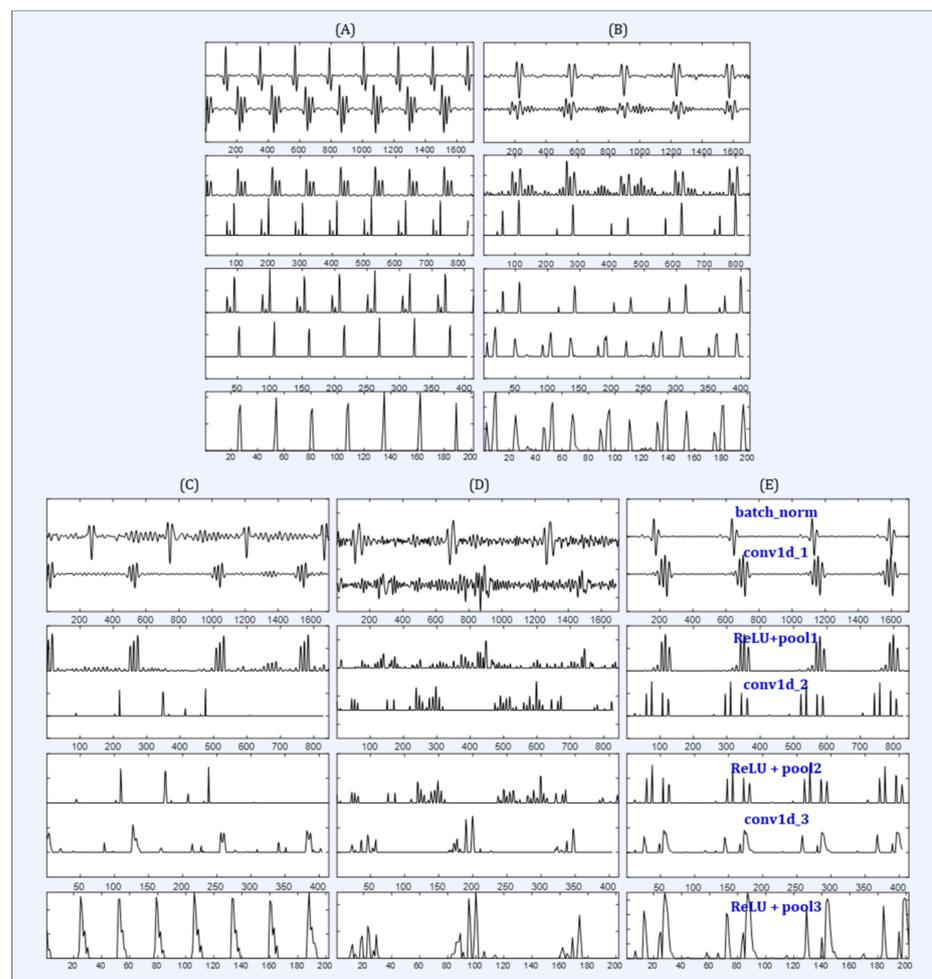 (A)
(B)
200 400 600 800 1000 1200 1400 1600
200 400 600 800 1000 1200 1400 1600
100 200 300 400 500 600 700 800
100 200 300 400 500 600 700 800
50 100 150 200 250 300 350 400
50 100 150 200 250 300 350 400
20 40 60 80 100 120 140 160 180 200
20 40 60 80 100 120 140 160 180 200
(C)
(D)
(E)
batch_norm
conv1d_1
200 400 600 800 1000 1200 1400 1600
200 400 600 800 1000 1200 1400 1600
200 400 600 800 1000 1200 1400 1600
ReLU+pool1
conv1d_2
100 200 300 400 500 600 700 800
100 200 300 400 500 600 700 800
100 200 300 400 500 600 700 800
ReLU + pool2
conv1d_3
50 100 150 200 250 300 350 400
50 100 150 200 250 300 350 400
50 100 150 200 250 300 350 400
ReLU + pool3
20 40 60 80 100 120 140 160 180 200
20 40 60 80 100 120 140 160 180 200
20 40 60 80 100 120 140 160 180 200